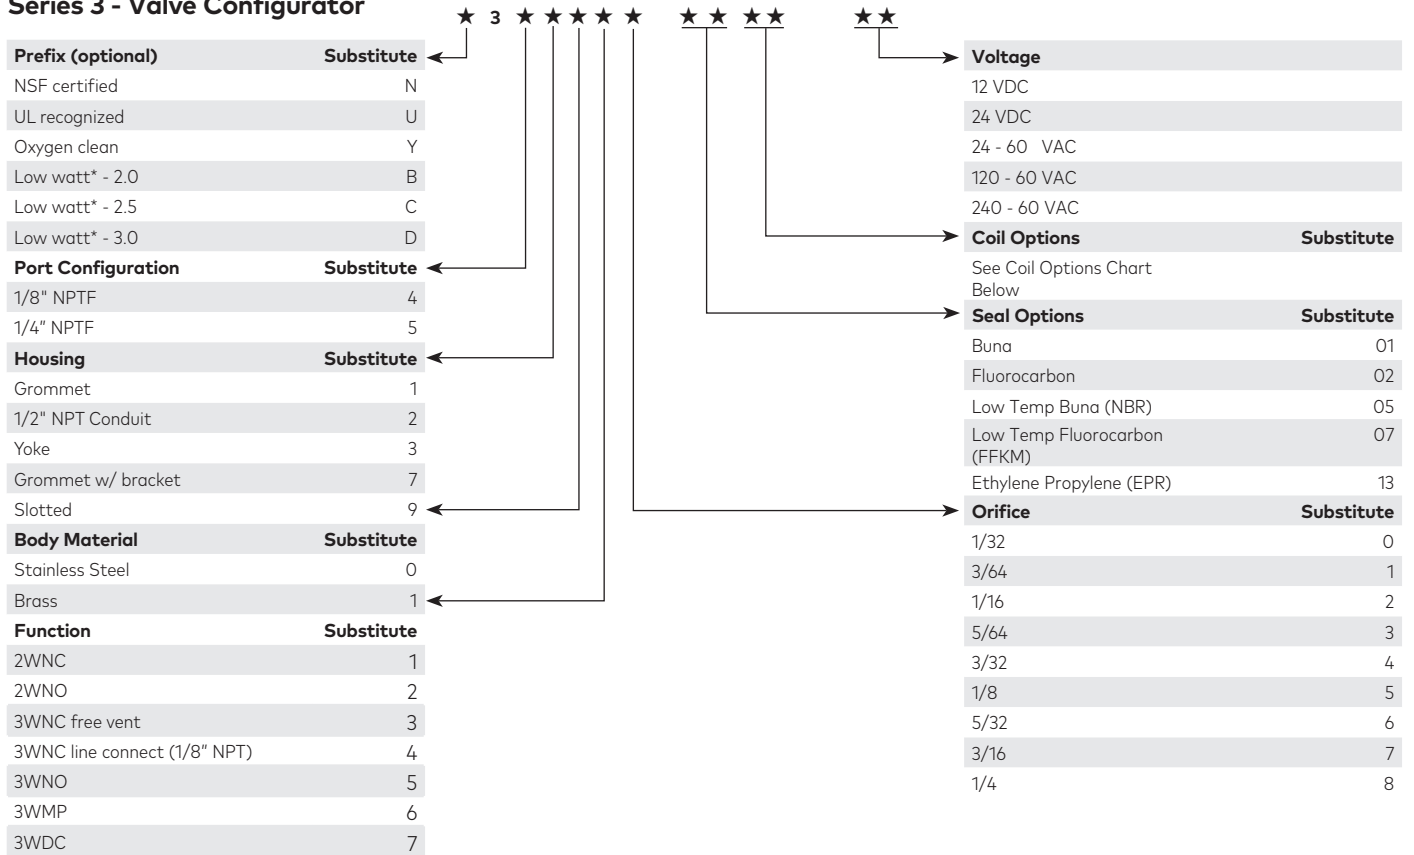 Series 3 - Valve Configurator
★ 3 ★ ★ ★ ★ ★ ★ ★ ★ ★ ★ ★
Prefix (optional) Substitute
NSF certified N
UL recognized U
Oxygen clean Y
Low watt* - 2.0 B
Low watt* - 2.5 C
Low watt* - 3.0 D
Port Configuration Substitute
1/8" NPTF 4
1/4″ NPTF 5
Housing Substitute
Grommet 1
1/2" NPT Conduit 2
Yoke 3
Grommet w/ bracket 7
Slotted 9
Body Material Substitute
Stainless Steel 0
Brass 1
Function Substitute
2WNC 1
2WNO 2
3WNC free vent 3
3WNC line connect (1/8″ NPT) 4
3WNO 5
3WMP 6
3WDC 7
Voltage
12 VDC
24 VDC
24 - 60 VAC
120 - 60 VAC
240 - 60 VAC
Coil Options Substitute
See Coil Options Chart
Below
Seal Options Substitute
Buna 01
Fluorocarbon 02
Low Temp Buna (NBR) 05
Low Temp Fluorocarbon 07
(FFKM)
Ethylene Propylene (EPR) 13
Orifice Substitute
1/32 0
3/64 1
1/16 2
5/64 3
3/32 4
1/8 5
5/32 6
3/16 7
1/4 8